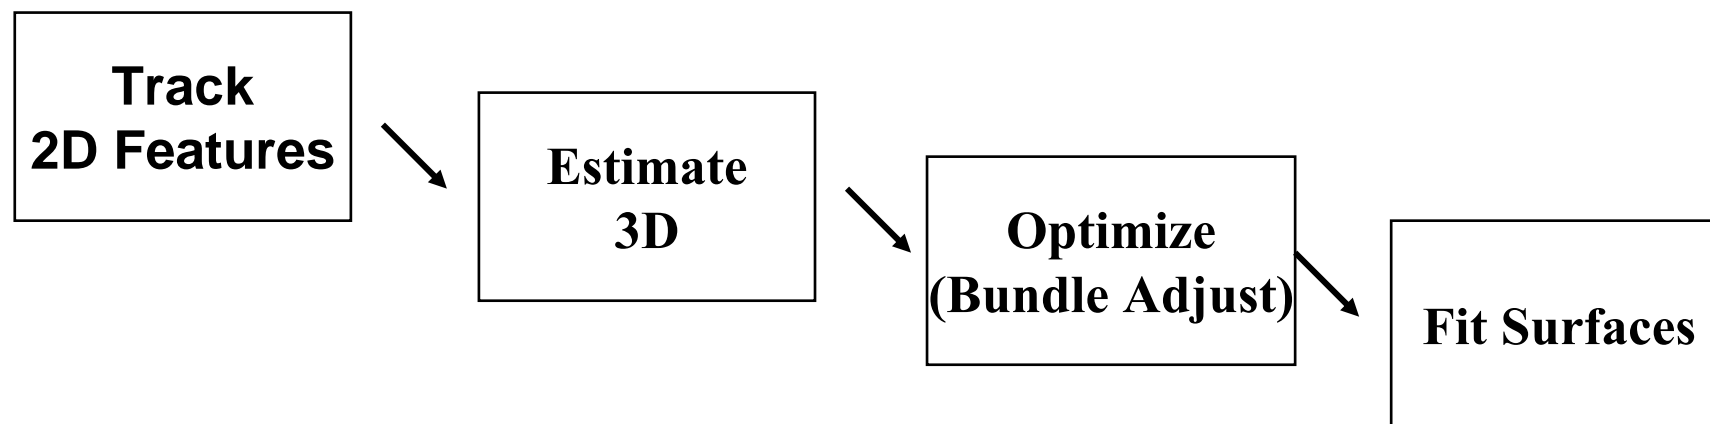 Track
2D Features
Estimate
3D
Optimize
(Bundle Adjust)
Fit Surfaces